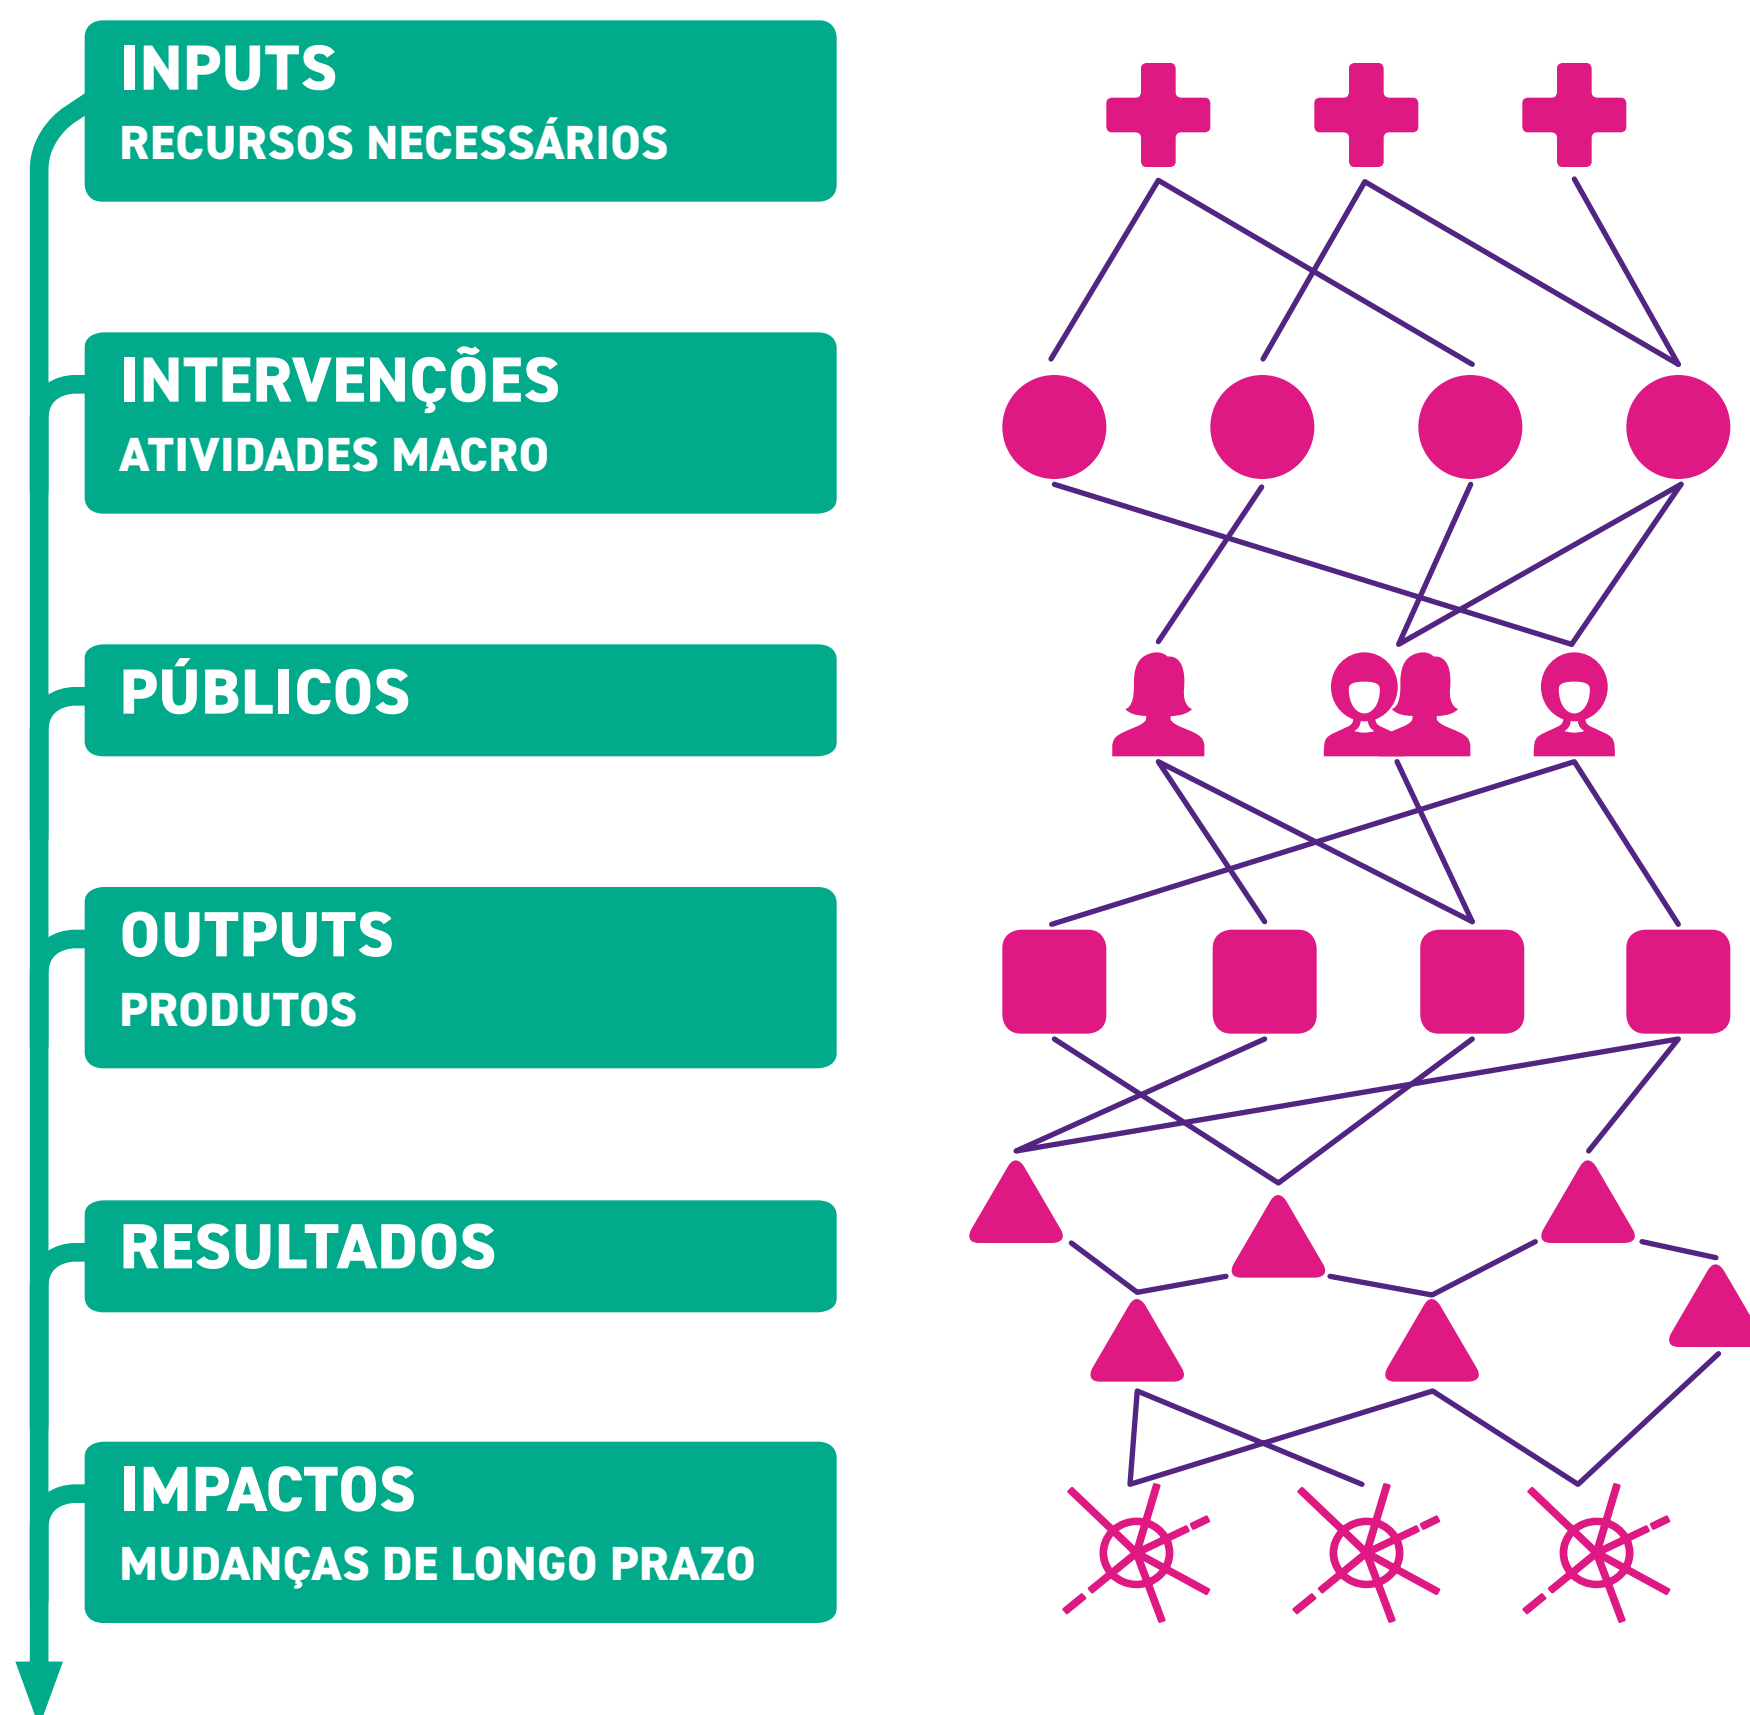 INPUTS
RECURSOS NECESSÁRIOS
INTERVENÇÕES
ATIVIDADES MACRO
PÚBLICOS
OUTPUTS
PRODUTOS
RESULTADOS
IMPACTOS
MUDANÇAS DE LONGO PRAZO